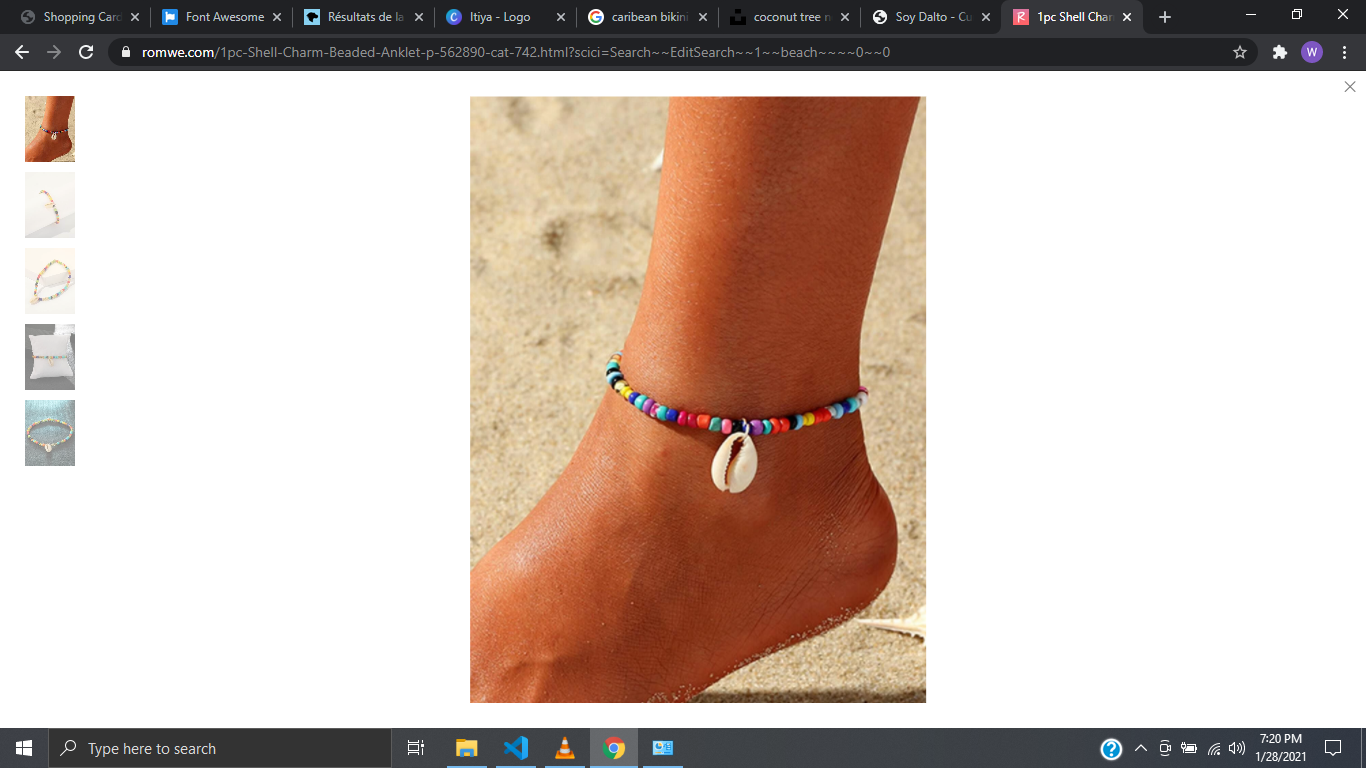 Shopping Card
Font Awesome
Résultats de la
Itiya - Logo
caribean bikini
coconut tree n
Soy Dalto - Cu
1pc Shell Char
romwe.com/1pc-Shell-Charm-Beaded-Anklet-p-562890-cat-742.html?scici=Search~~EditSearch~~1~~beach~~~~0~~0
W
Type here to search
7:20 PM
1/28/2021